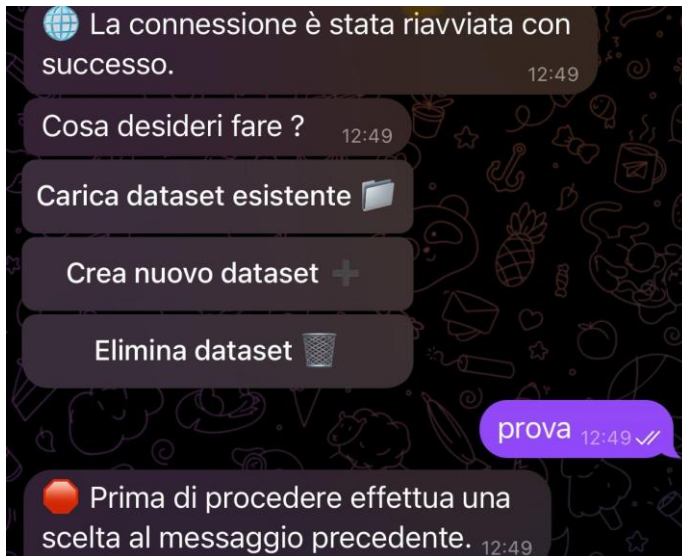 🌐 La connessione è stata riavviata con
successo. 12:49
Cosa desideri fare ? 12:49
Carica dataset esistente 📁
Crea nuovo dataset ➕
Elimina dataset 🗑️
prova 12:49
🛑 Prima di procedere effettua una
scelta al messaggio precedente. 12:49